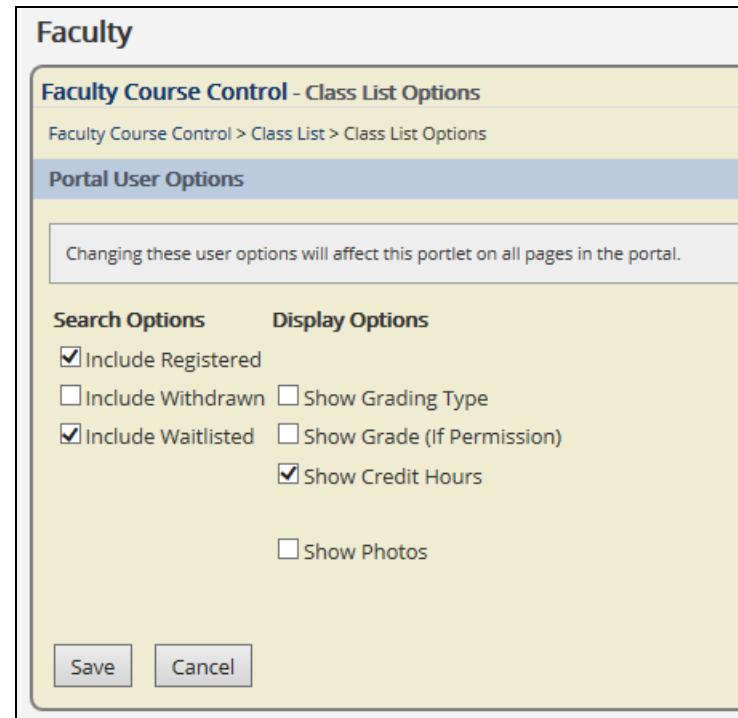 Faculty
Faculty Course Control - Class List Options
Faculty Course Control > Class List > Class List Options
Portal User Options
Changing these user options will affect this portlet on all pages in the portal.
Search Options Display Options
Include Registered
Include Withdrawn Show Grading Type
Include Waitlisted Show Grade (If Permission)
Show Credit Hours
Show Photos
Save Cancel